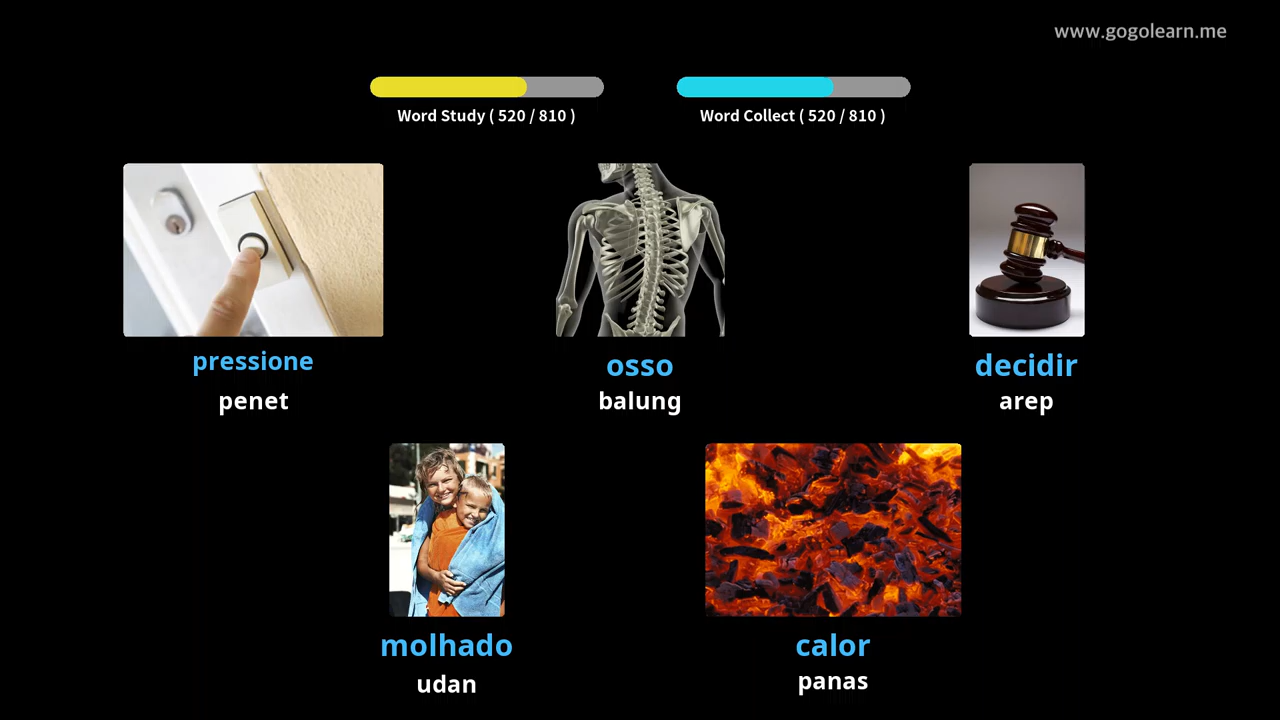 www.gogolearn.me
Word Study ( 520 / 810 )
Word Collect ( 520 / 810 )
pressione
penet
osso
balung
decidir
arep
molhado
udan
calor
panas